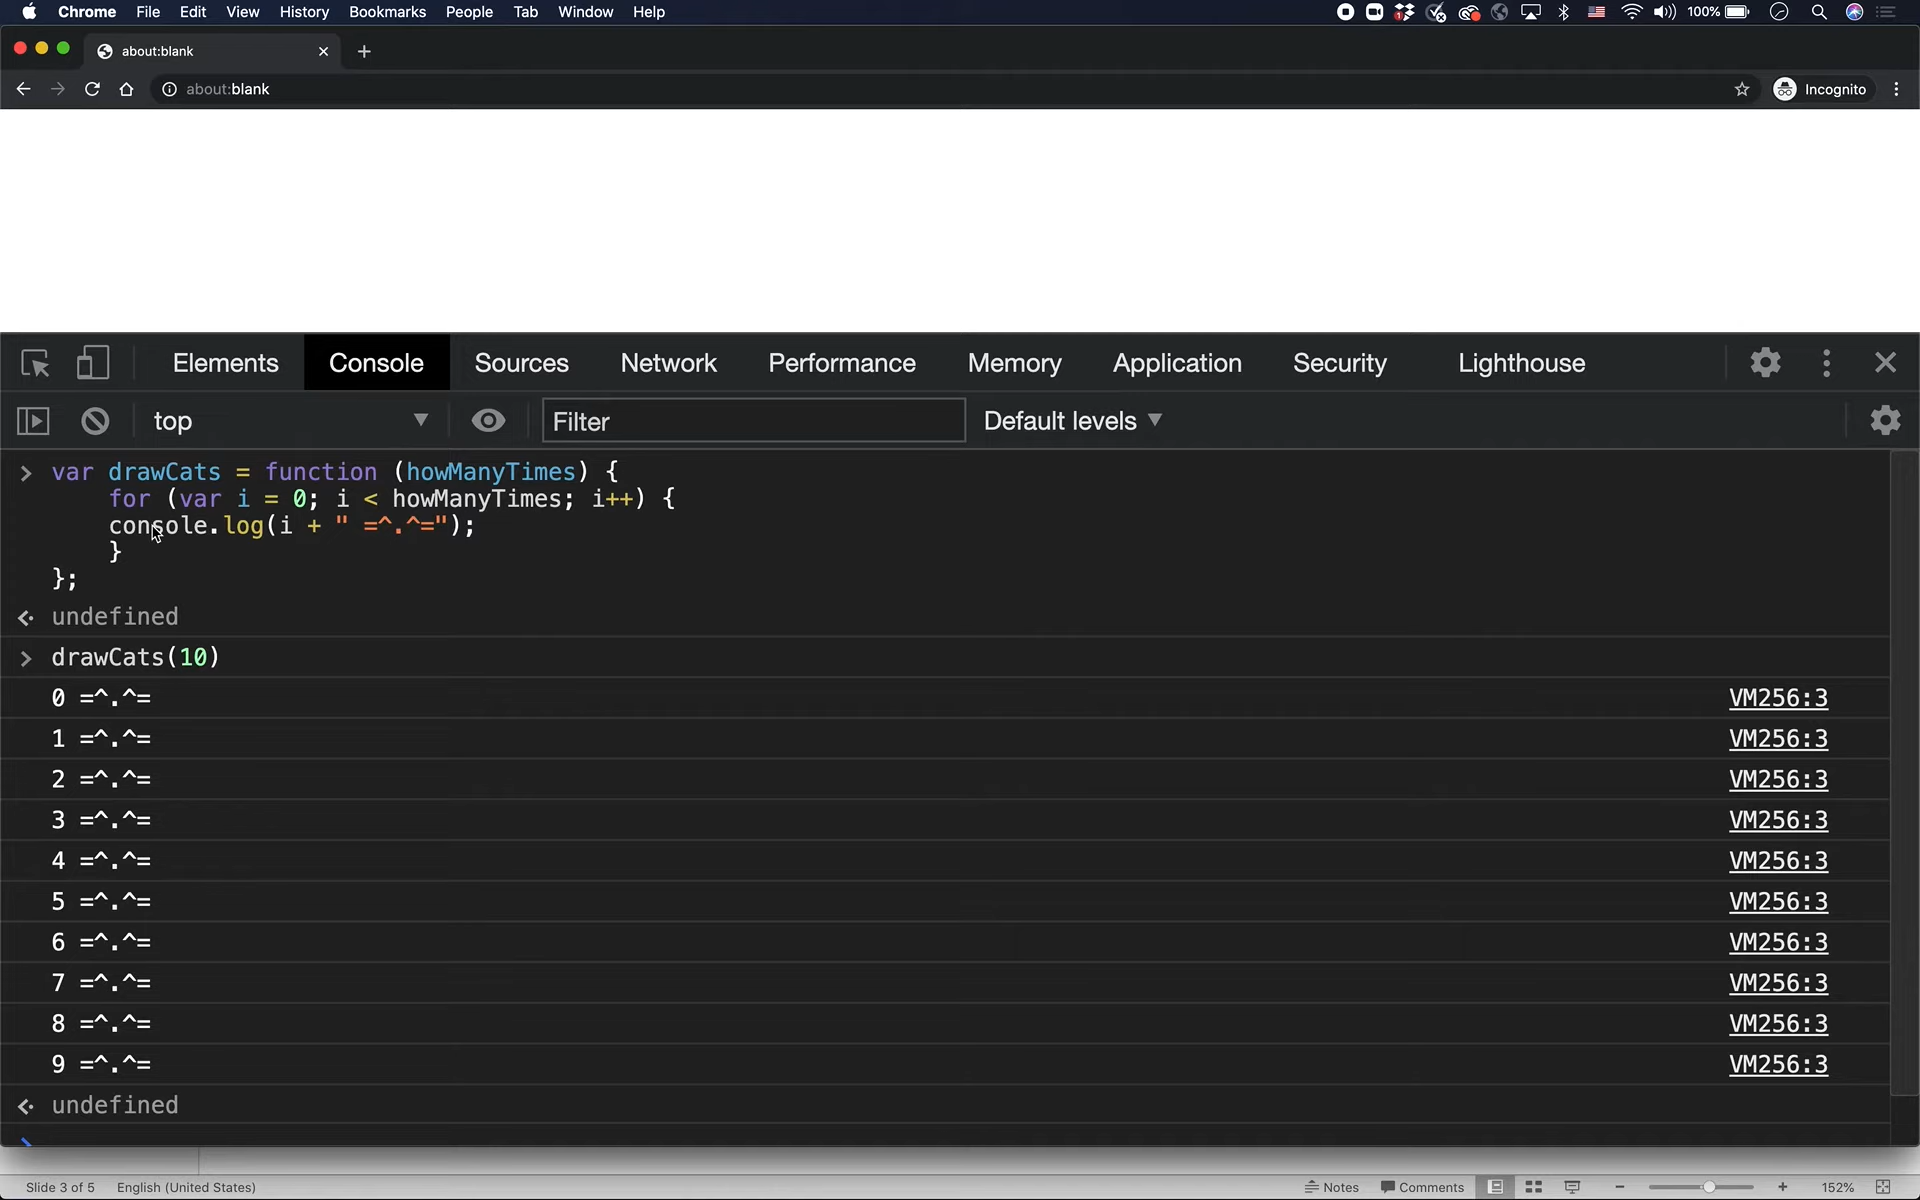 Chrome File Edit View History Bookmarks People Tab Window Help 100%
about:blank
about:blank Incognito
Elements Console Sources Network Performance Memory Application Security Lighthouse
top Filter Default levels
> var drawCats = function (howManyTimes) {
for (var i = 0; i < howManyTimes; i++) {
console.log(i + " =^.^=");
}
};
undefined
> drawCats(10)
0 =^.^= VM256:3
1 =^.^= VM256:3
2 =^.^= VM256:3
3 =^.^= VM256:3
4 =^.^= VM256:3
5 =^.^= VM256:3
6 =^.^= VM256:3
7 =^.^= VM256:3
8 =^.^= VM256:3
9 =^.^= VM256:3
undefined
Slide 3 of 5 English (United States) Notes Comments 152%